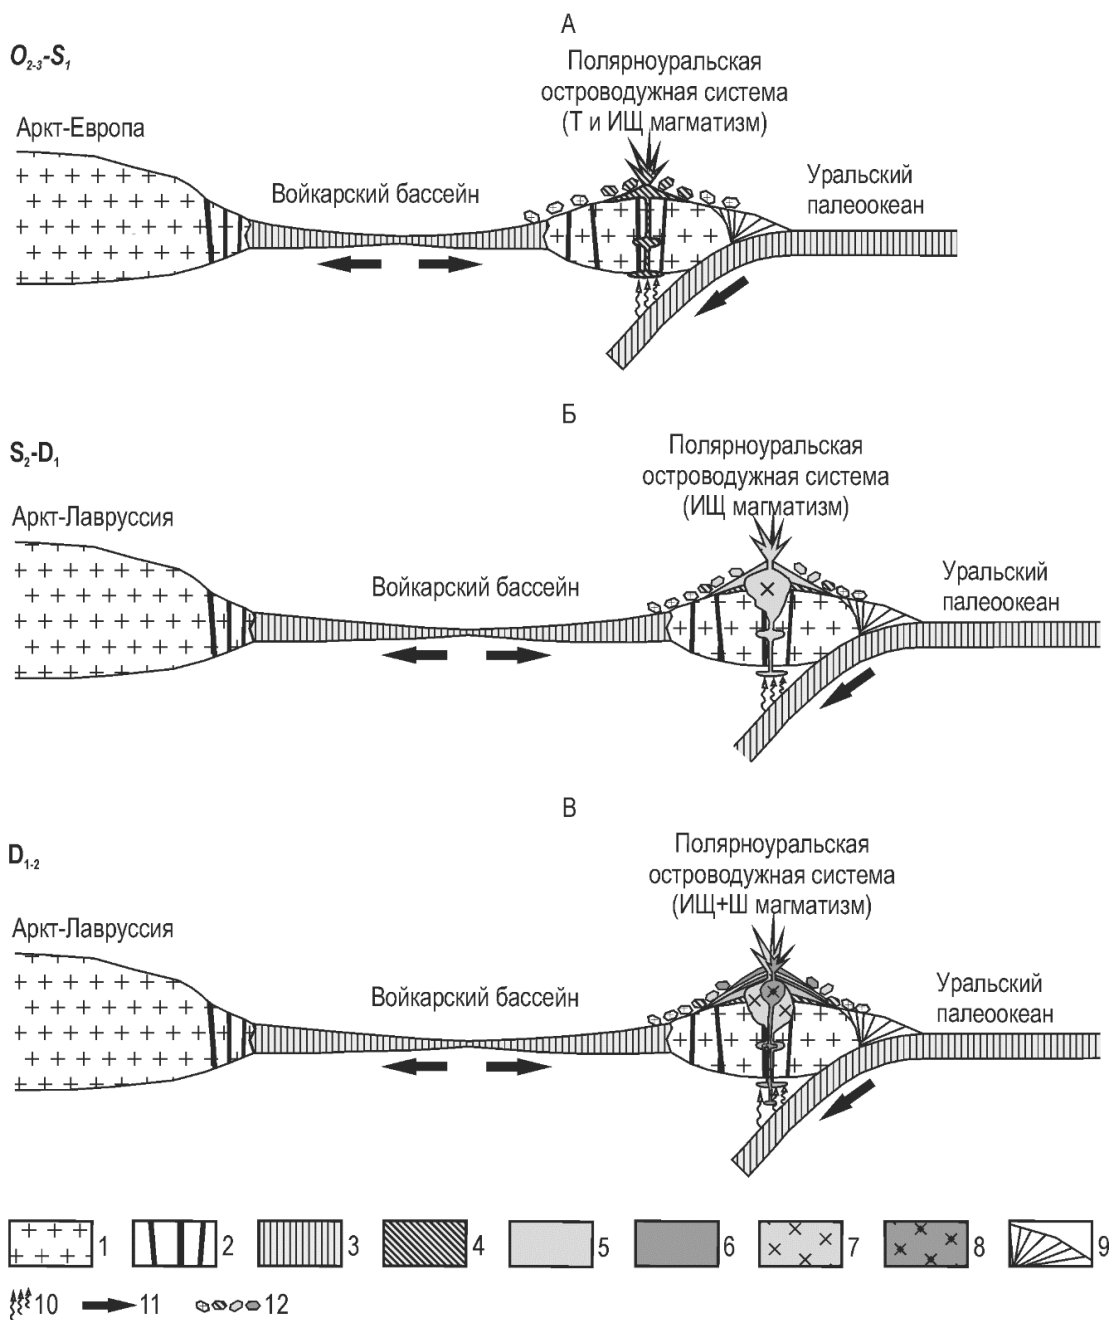 А
O₂₋₃-S₁
Полярноуральская
островодужная система
(Т и ИЩ магматизм)
Аркт-Европа
Войкарский бассейн
Уральский
палеоокеан
Б
S₂-D₁
Полярноуральская
островодужная система
(ИЩ магматизм)
Аркт-Лавруссия
Войкарский бассейн
Уральский
палеоокеан
В
D₁₋₂
Полярноуральская
островодужная система
(ИЩ+Ш магматизм)
Аркт-Лавруссия
Войкарский бассейн
Уральский
палеоокеан
1 2 3 4 5 6 7 8 9
10 11 12